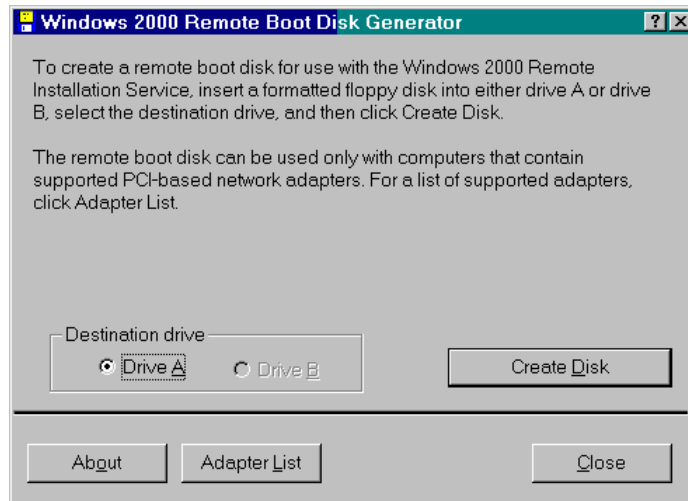 Windows 2000 Remote Boot Disk Generator
To create a remote boot disk for use with the Windows 2000 Remote
Installation Service, insert a formatted floppy disk into either drive A or drive
B, select the destination drive, and then click Create Disk.
The remote boot disk can be used only with computers that contain
supported PCI-based network adapters. For a list of supported adapters,
click Adapter List.
Destination drive
Drive A
Drive B
Create Disk
About
Adapter List
Close